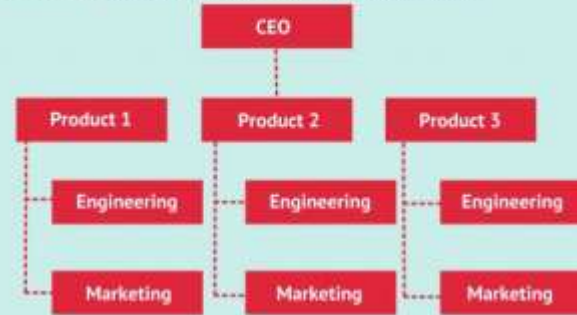 CEO
Product 1
Product 2
Product 3
Engineering
Engineering
Engineering
Marketing
Marketing
Marketing